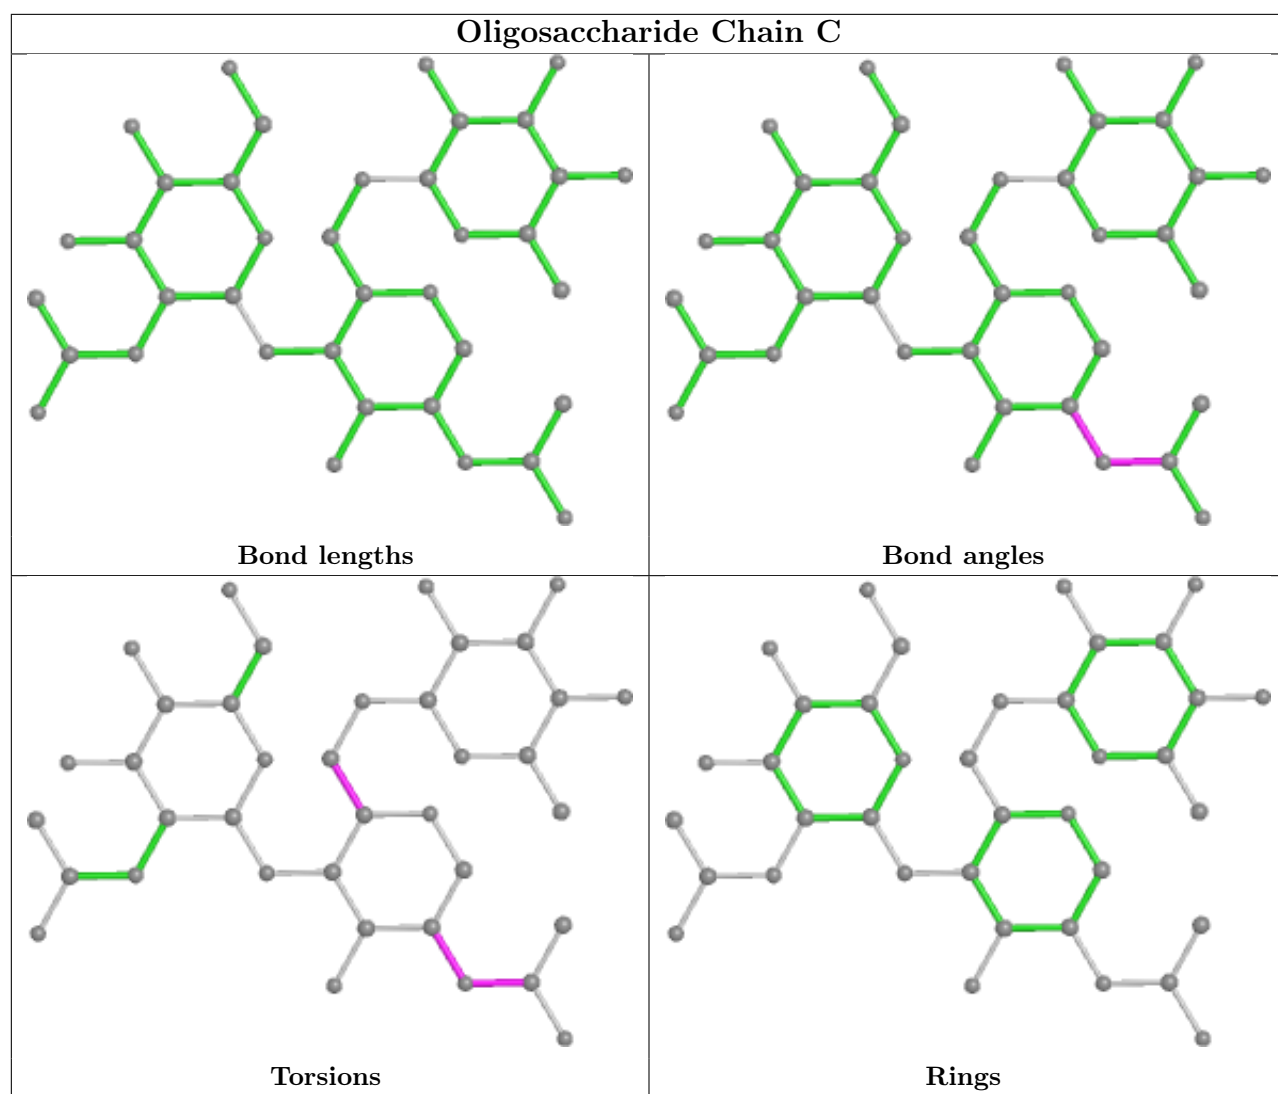 Oligosaccharide Chain C
Bond lengths
Bond angles
Torsions
Rings